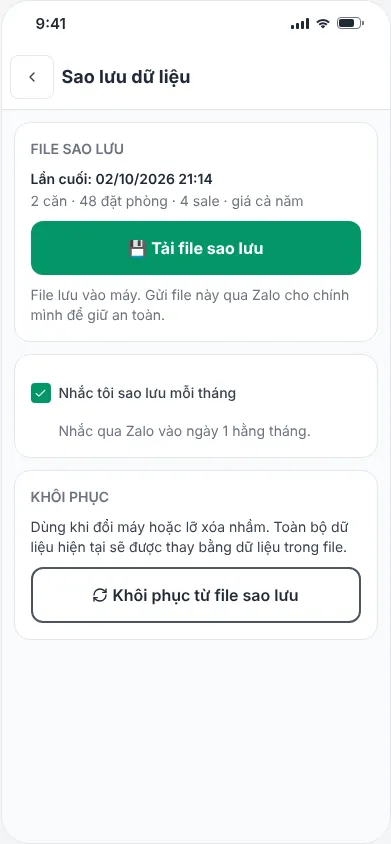 9:41
Sao lưu dữ liệu
FILE SAO LƯU
Lần cuối: 02/10/2026 21:14
2 căn · 48 đặt phòng · 4 sale · giá cả năm
💾 Tải file sao lưu
File lưu vào máy. Gửi file này qua Zalo cho chính
mình để giữ an toàn.
Nhắc tôi sao lưu mỗi tháng
Nhắc qua Zalo vào ngày 1 hằng tháng.
KHÔI PHỤC
Dùng khi đổi máy hoặc lỡ xóa nhầm. Toàn bộ dữ
liệu hiện tại sẽ được thay bằng dữ liệu trong file.
Khôi phục từ file sao lưu